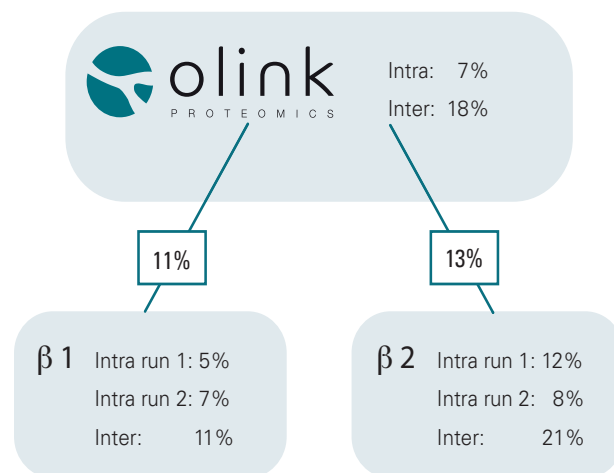 olink
PROTEOMICS
Intra: 7%
Inter: 18%
11%
13%
β 1
Intra run 1: 5%
Intra run 2: 7%
Inter: 11%
β 2
Intra run 1: 12%
Intra run 2: 8%
Inter: 21%